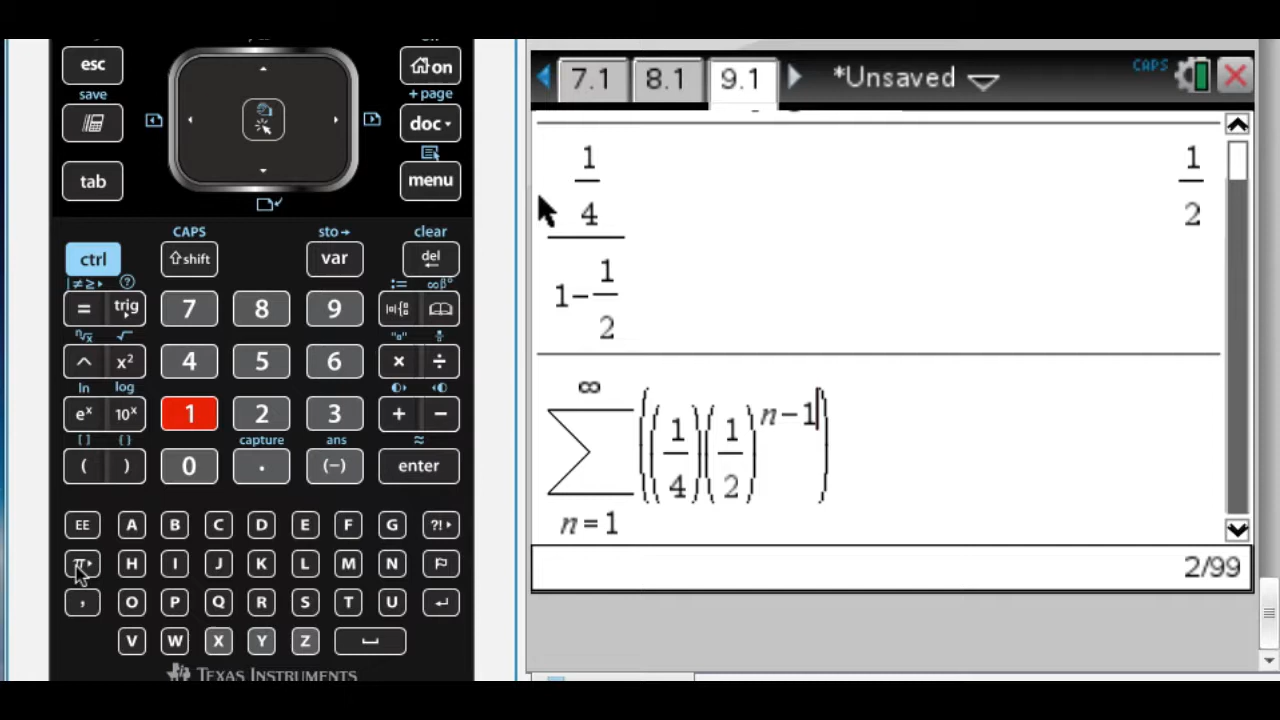 esc
on
save
+ page
doc
tab
menu
CAPS
sto→
clear
ctrl
⇧shift
var
del
|≠≥▸ ? := ∞β°
= trig 7 8 9
ⁿ√x √ "▫"
^ x² 4 5 6 × ÷
ln log
eˣ 10ˣ 1 2 3 + −
[ ] { } capture ans ≈
( ) 0 . (−) enter
EE A B C D E F G ?!▸
π▸ H I J K L M N
, O P Q R S T U ↵
V W X Y Z
TEXAS INSTRUMENTS
7.1 8.1 9.1 *Unsaved CAPS
1
4
1−
1
2
1
2
∞
∑ ((1/4)(1/2)^(n−1))
n=1
2/99